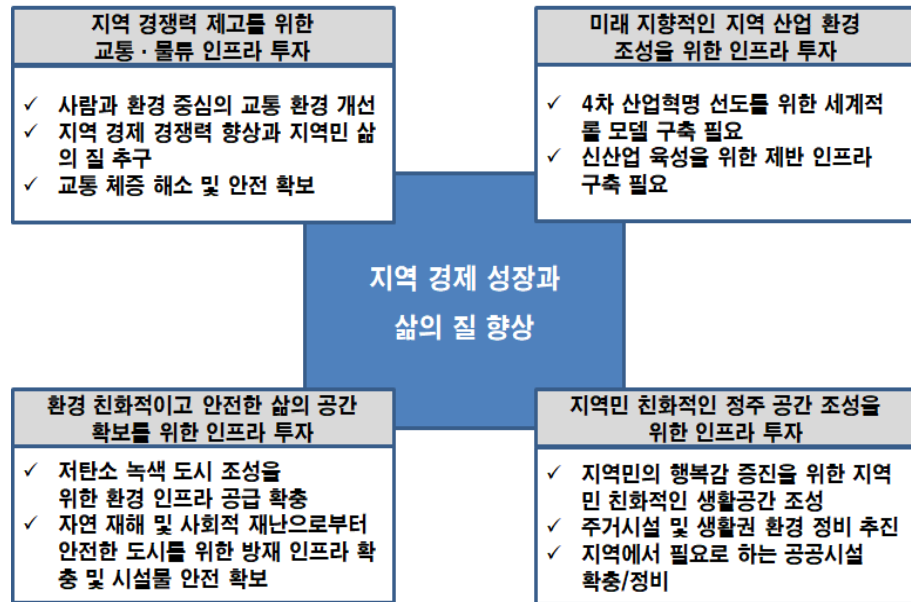 지역 경쟁력 제고를 위한
교통 · 물류 인프라 투자
✓ 사람과 환경 중심의 교통 환경 개선
✓ 지역 경제 경쟁력 향상과 지역민 삶
의 질 추구
✓ 교통 체증 해소 및 안전 확보
미래 지향적인 지역 산업 환경
조성을 위한 인프라 투자
✓ 4차 산업혁명 선도를 위한 세계적
롤 모델 구축 필요
✓ 신산업 육성을 위한 제반 인프라
구축 필요
지역 경제 성장과
삶의 질 향상
환경 친화적이고 안전한 삶의 공간
확보를 위한 인프라 투자
✓ 저탄소 녹색 도시 조성을
위한 환경 인프라 공급 확충
✓ 자연 재해 및 사회적 재난으로부터
안전한 도시를 위한 방재 인프라 확
충 및 시설물 안전 확보
지역민 친화적인 정주 공간 조성을
위한 인프라 투자
✓ 지역민의 행복감 증진을 위한 지역
민 친화적인 생활공간 조성
✓ 주거시설 및 생활권 환경 정비 추진
✓ 지역에서 필요로 하는 공공시설
확충/정비